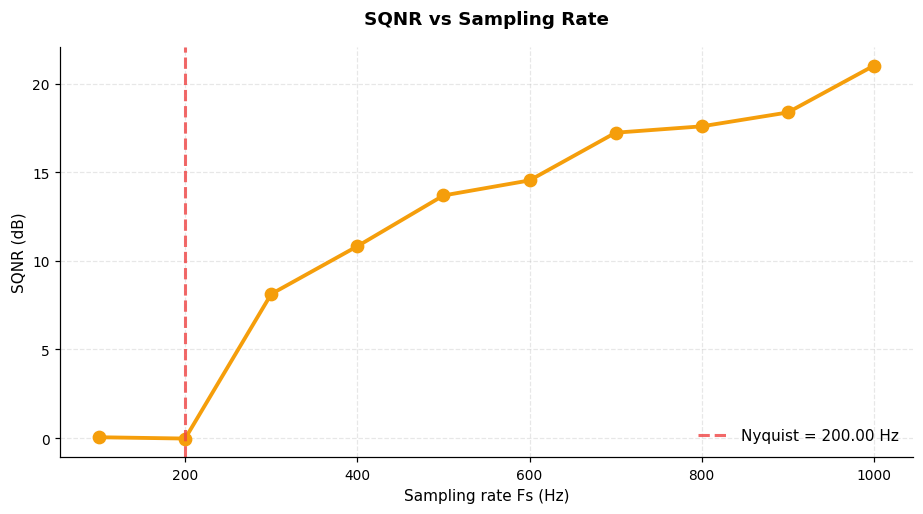 SQNR vs Sampling Rate
SQNR (dB)
20
15
10
5
0
Nyquist = 200.00 Hz
200
400
600
800
1000
Sampling rate Fs (Hz)